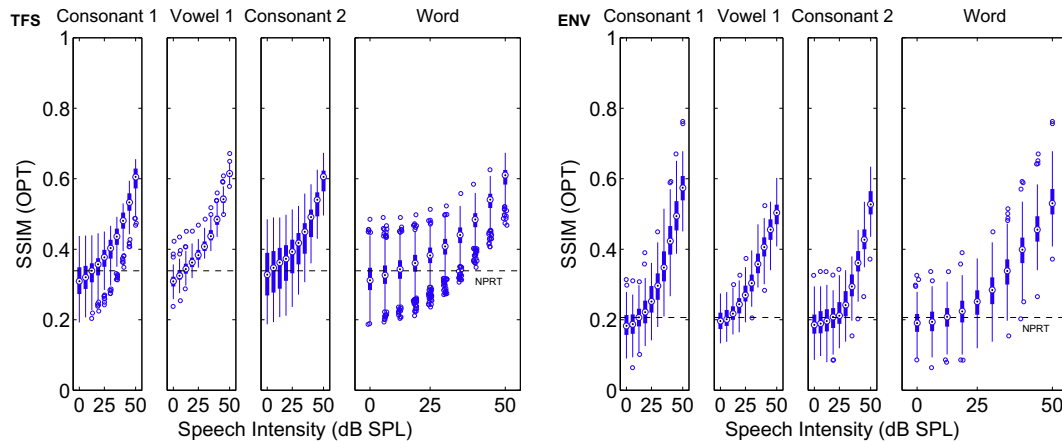 TFS Consonant 1 Vowel 1 Consonant 2 Word
ENV Consonant 1 Vowel 1 Consonant 2 Word
SSIM (OPT)
1
0.8
0.6
0.4
0.2
0
NPRT
0 25 50 0 25 50 0 25 50 0 25 50
Speech Intensity (dB SPL)
SSIM (OPT)
1
0.8
0.6
0.4
0.2
0
NPRT
0 25 50 0 25 50 0 25 50 0 25 50
Speech Intensity (dB SPL)